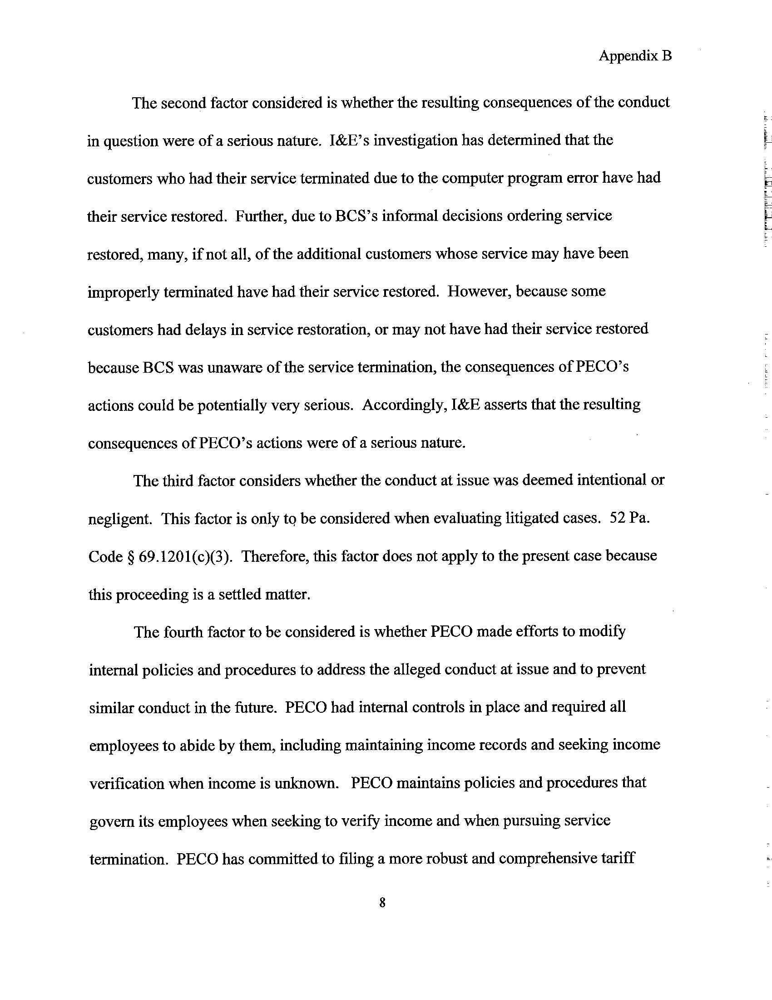 Appendix B
The second factor considered is whether the resulting consequences of the conduct
in question were of a serious nature.  I&E's investigation has determined that the
customers who had their service terminated due to the computer program error have had
their service restored.  Further, due to BCS's informal decisions ordering service
restored, many, if not all, of the additional customers whose service may have been
improperly terminated have had their service restored.  However, because some
customers had delays in service restoration, or may not have had their service restored
because BCS was unaware of the service termination, the consequences of PECO's
actions could be potentially very serious.  Accordingly, I&E asserts that the resulting
consequences of PECO's actions were of a serious nature.
The third factor considers whether the conduct at issue was deemed intentional or
negligent.  This factor is only to be considered when evaluating litigated cases.  52 Pa.
Code § 69.1201(c)(3).  Therefore, this factor does not apply to the present case because
this proceeding is a settled matter.
The fourth factor to be considered is whether PECO made efforts to modify
internal policies and procedures to address the alleged conduct at issue and to prevent
similar conduct in the future.  PECO had internal controls in place and required all
employees to abide by them, including maintaining income records and seeking income
verification when income is unknown.   PECO maintains policies and procedures that
govern its employees when seeking to verify income and when pursuing service
termination.  PECO has committed to filing a more robust and comprehensive tariff
8